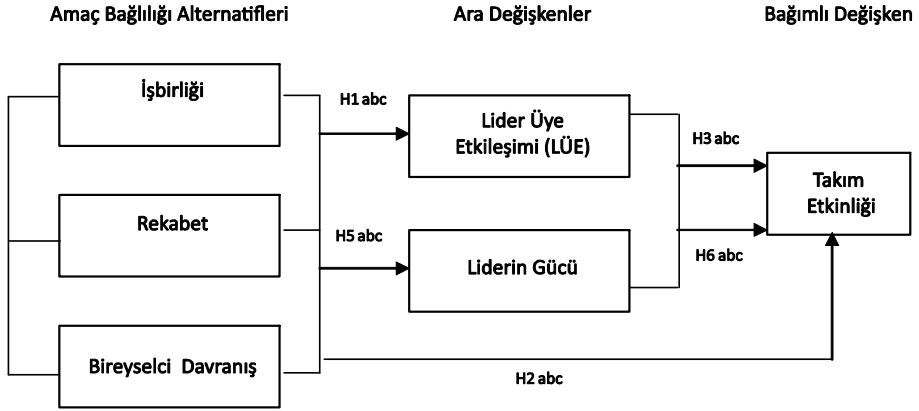 Amaç Bağlılığı Alternatifleri
Ara Değişkenler
Bağımlı Değişken
İşbirliği
Rekabet
Bireyselci Davranış
H1 abc
H5 abc
Lider Üye
Etkileşimi (LÜE)
Liderin Gücü
H3 abc
H6 abc
H2 abc
Takım
Etkinliği